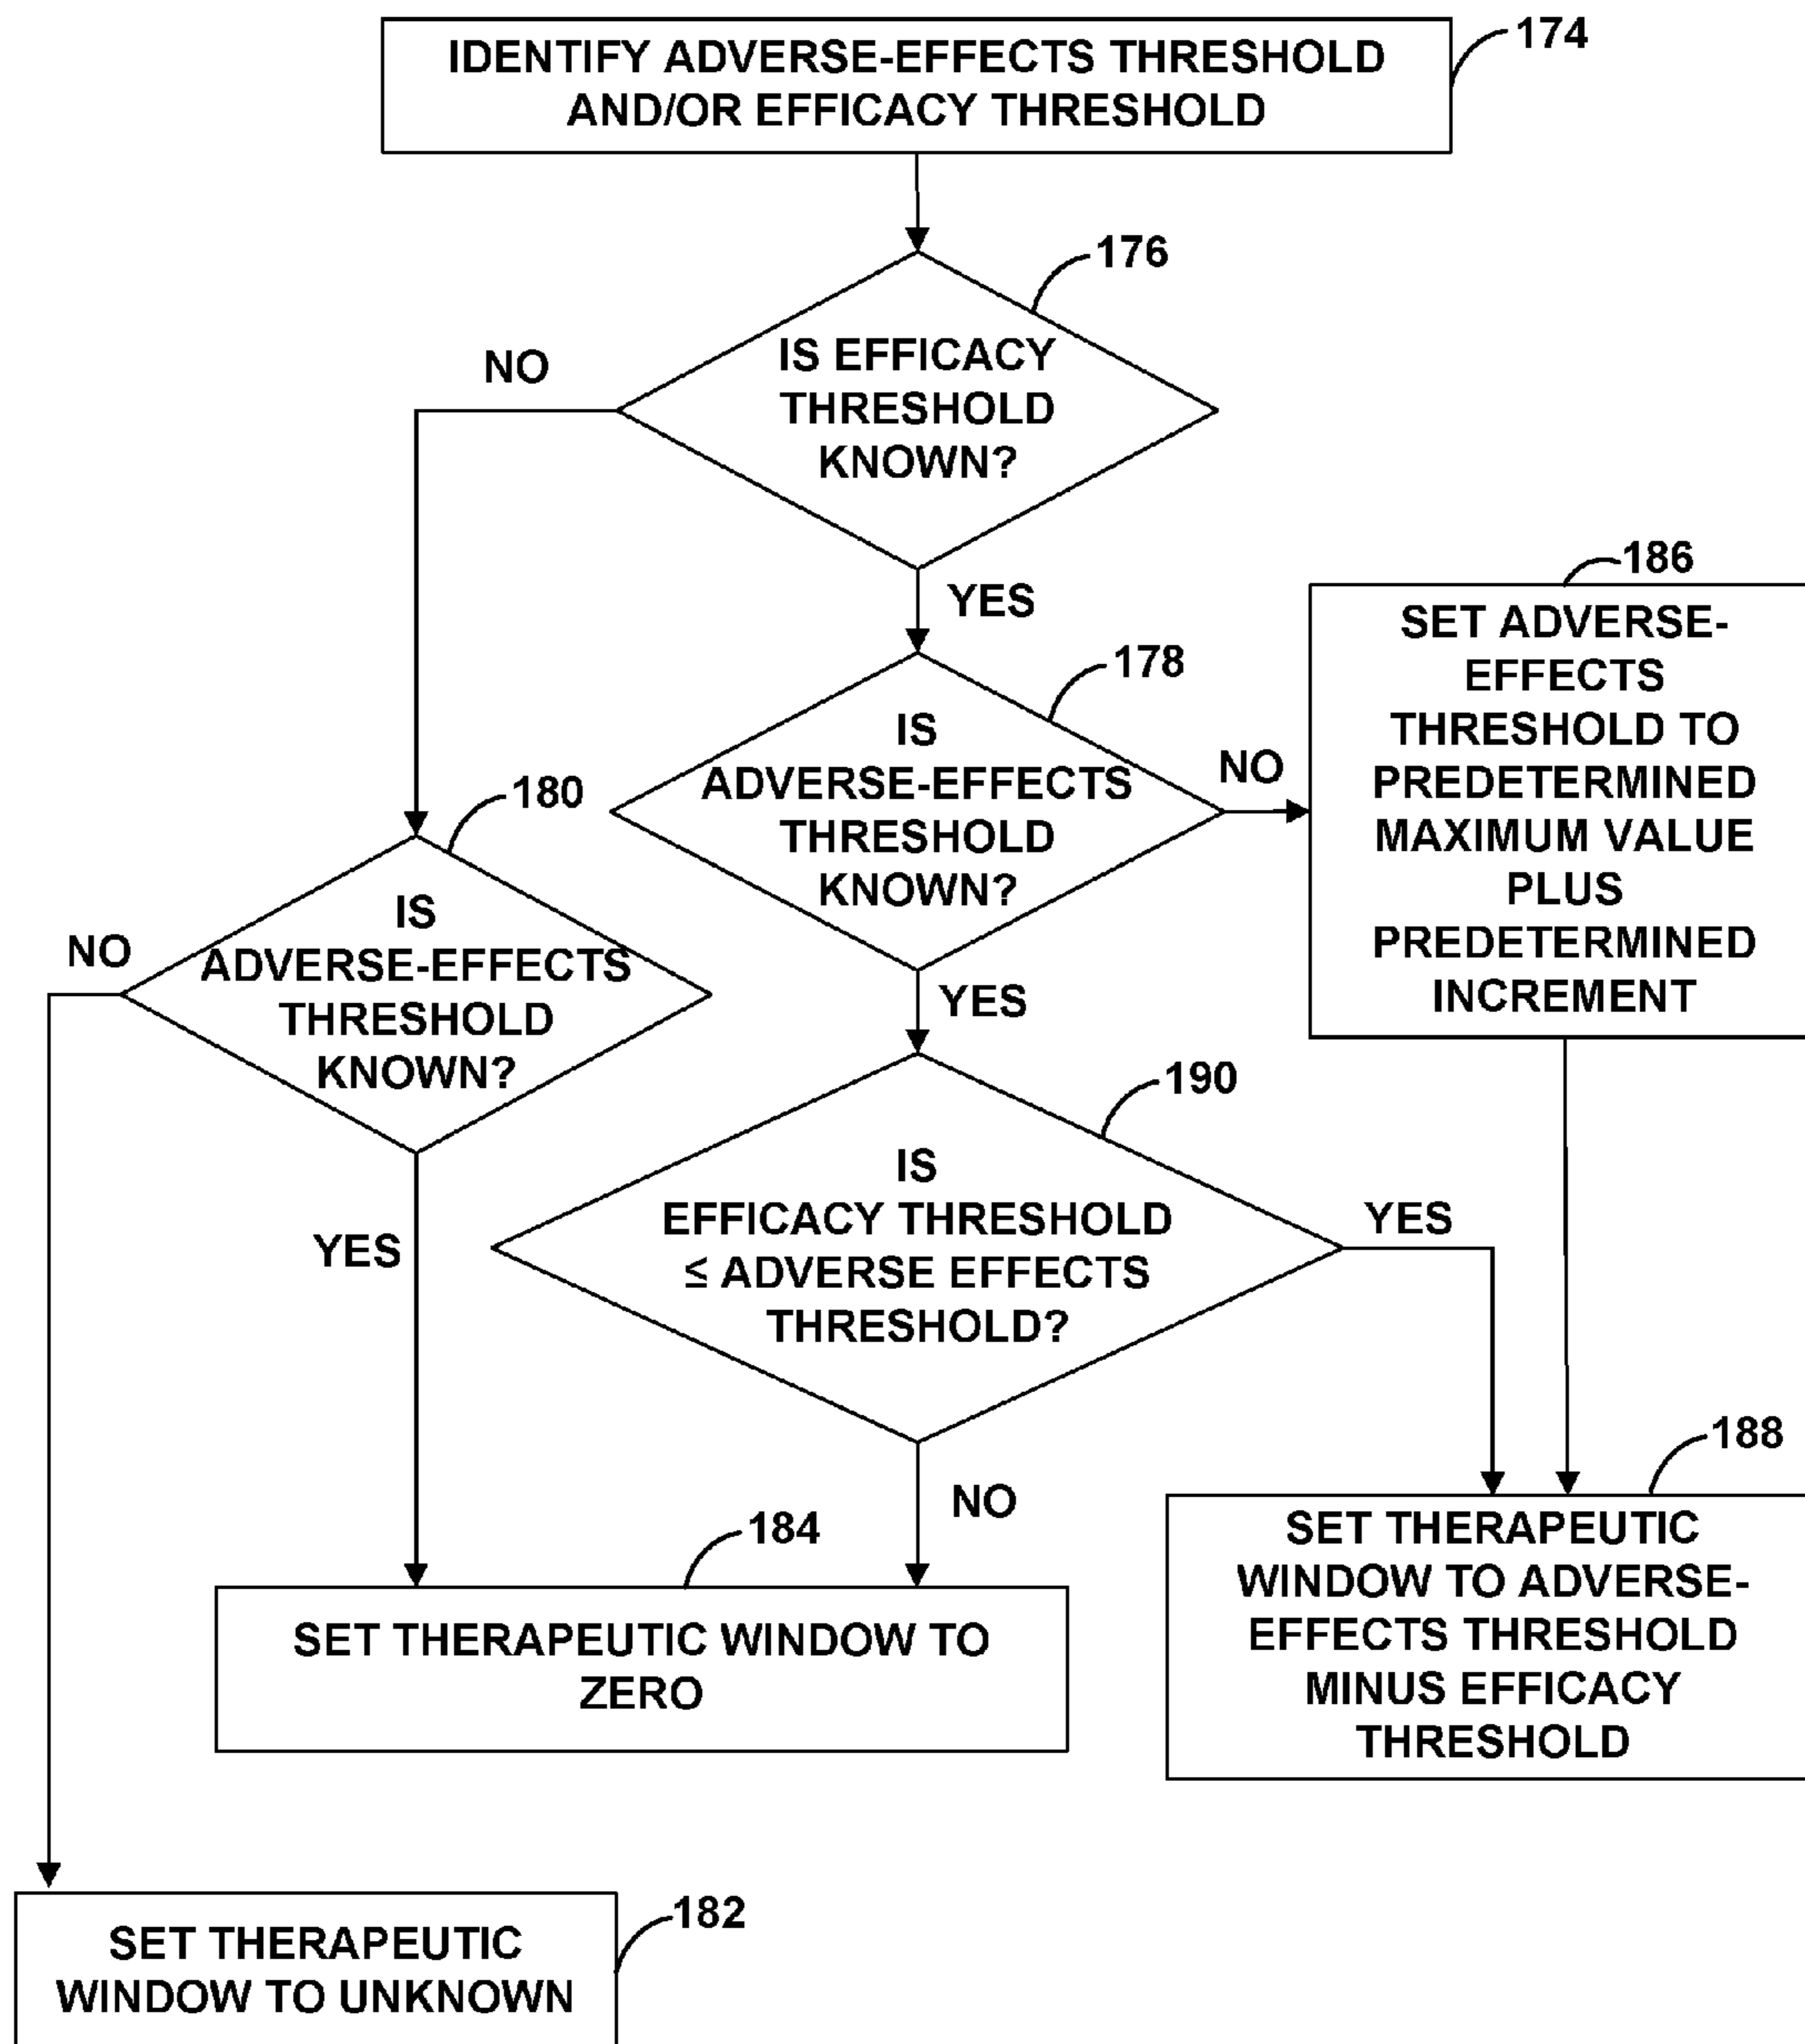 IDENTIFY ADVERSE-EFFECTS THRESHOLD
AND/OR EFFICACY THRESHOLD
174
176
IS EFFICACY
THRESHOLD
KNOWN?
NO
YES
178
IS
ADVERSE-EFFECTS
THRESHOLD
KNOWN?
NO
186
SET ADVERSE-
EFFECTS
THRESHOLD TO
PREDETERMINED
MAXIMUM VALUE
PLUS
PREDETERMINED
INCREMENT
180
IS
ADVERSE-EFFECTS
THRESHOLD
KNOWN?
NO
YES
YES
190
IS
EFFICACY THRESHOLD
≤ ADVERSE EFFECTS
THRESHOLD?
YES
NO
184
SET THERAPEUTIC WINDOW TO
ZERO
188
SET THERAPEUTIC
WINDOW TO ADVERSE-
EFFECTS THRESHOLD
MINUS EFFICACY
THRESHOLD
182
SET THERAPEUTIC
WINDOW TO UNKNOWN